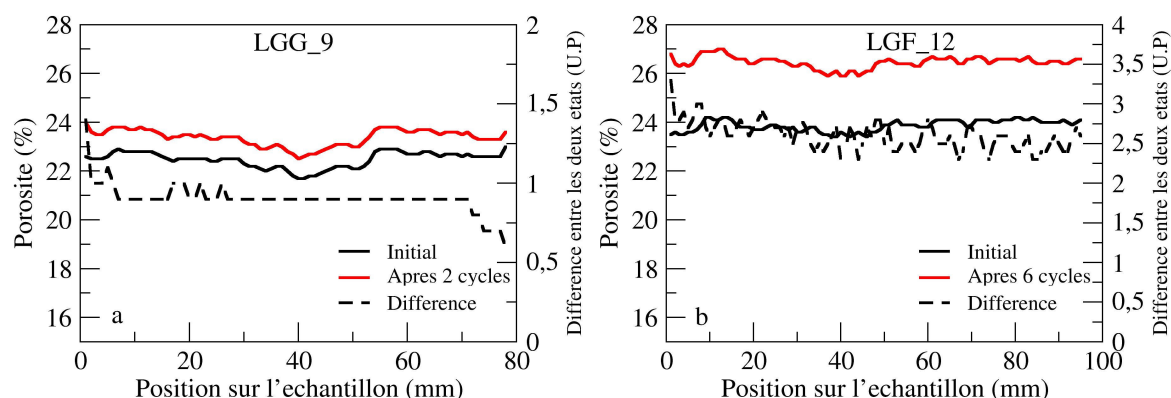 LGG_9
28
26
24
22
20
18
16
Porosite (%)
2
1,5
1
0,5
0
Difference entre les deux etats (U.P)
Initial
Apres 2 cycles
Difference
a
0
20
40
60
80
Position sur l'echantillon (mm)
LGF_12
28
26
24
22
20
18
16
Porosite (%)
4
3,5
3
2,5
2
1,5
1
0,5
0
Difference entre les deux etats (U.P)
Initial
Apres 6 cycles
Difference
b
0
20
40
60
80
100
Position sur l'echantillon (mm)